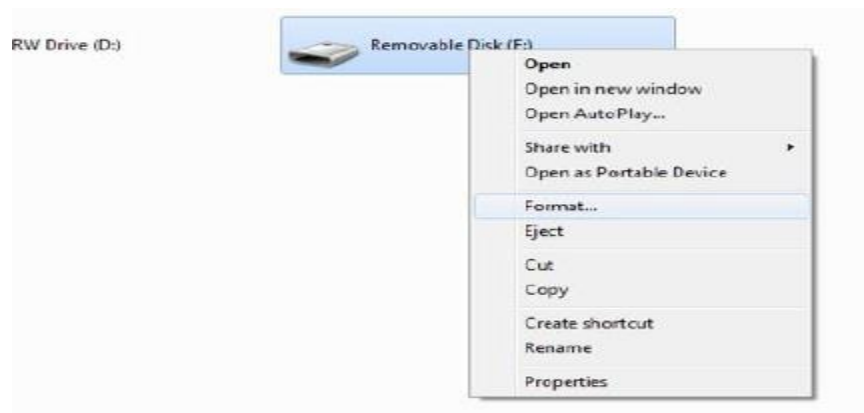 RW Drive (D:)
Removable Disk (F:)
Open
Open in new window
Open AutoPlay...
Share with
Open as Portable Device
Format...
Eject
Cut
Copy
Create shortcut
Rename
Properties